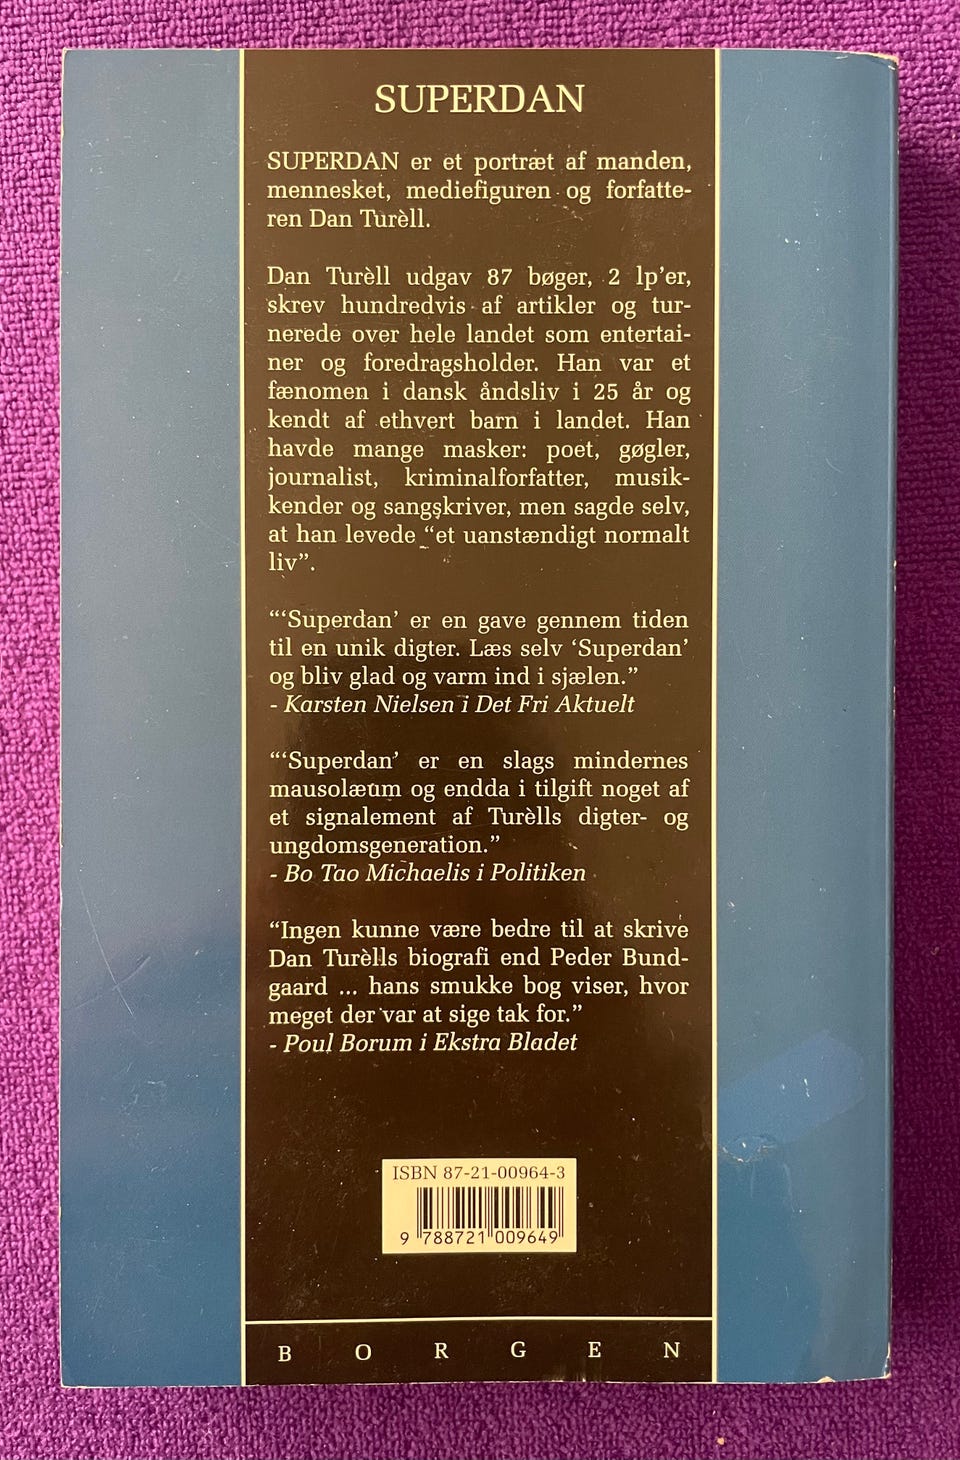 SUPERDAN
SUPERDAN er et portræt af manden,
mennesket, mediefiguren og forfatte-
ren Dan Turèll.
Dan Turèll udgav 87 bøger, 2 lp’er,
skrev hundredvis af artikler og tur-
nerede over hele landet som entertai-
ner og foredragsholder. Han var et
fænomen i dansk åndsliv i 25 år og
kendt af ethvert barn i landet. Han
havde mange masker: poet, gøgler,
journalist, kriminalforfatter, musik-
kender og sangskriver, men sagde selv,
at han levede “et uanstændigt normalt
liv”.
“‘Superdan’ er en gave gennem tiden
til en unik digter. Læs selv ‘Superdan’
og bliv glad og varm ind i sjælen.”
- Karsten Nielsen i Det Fri Aktuelt
“‘Superdan’ er en slags mindernes
mausolæum og endda i tilgift noget af
et signalement af Turèlls digter- og
ungdomsgeneration.”
- Bo Tao Michaelis i Politiken
“Ingen kunne være bedre til at skrive
Dan Turèlls biografi end Peder Bund-
gaard ... hans smukke bog viser, hvor
meget der var at sige tak for.”
- Poul Borum i Ekstra Bladet
ISBN 87-21-00964-3
9 788721 009649
BORGEN